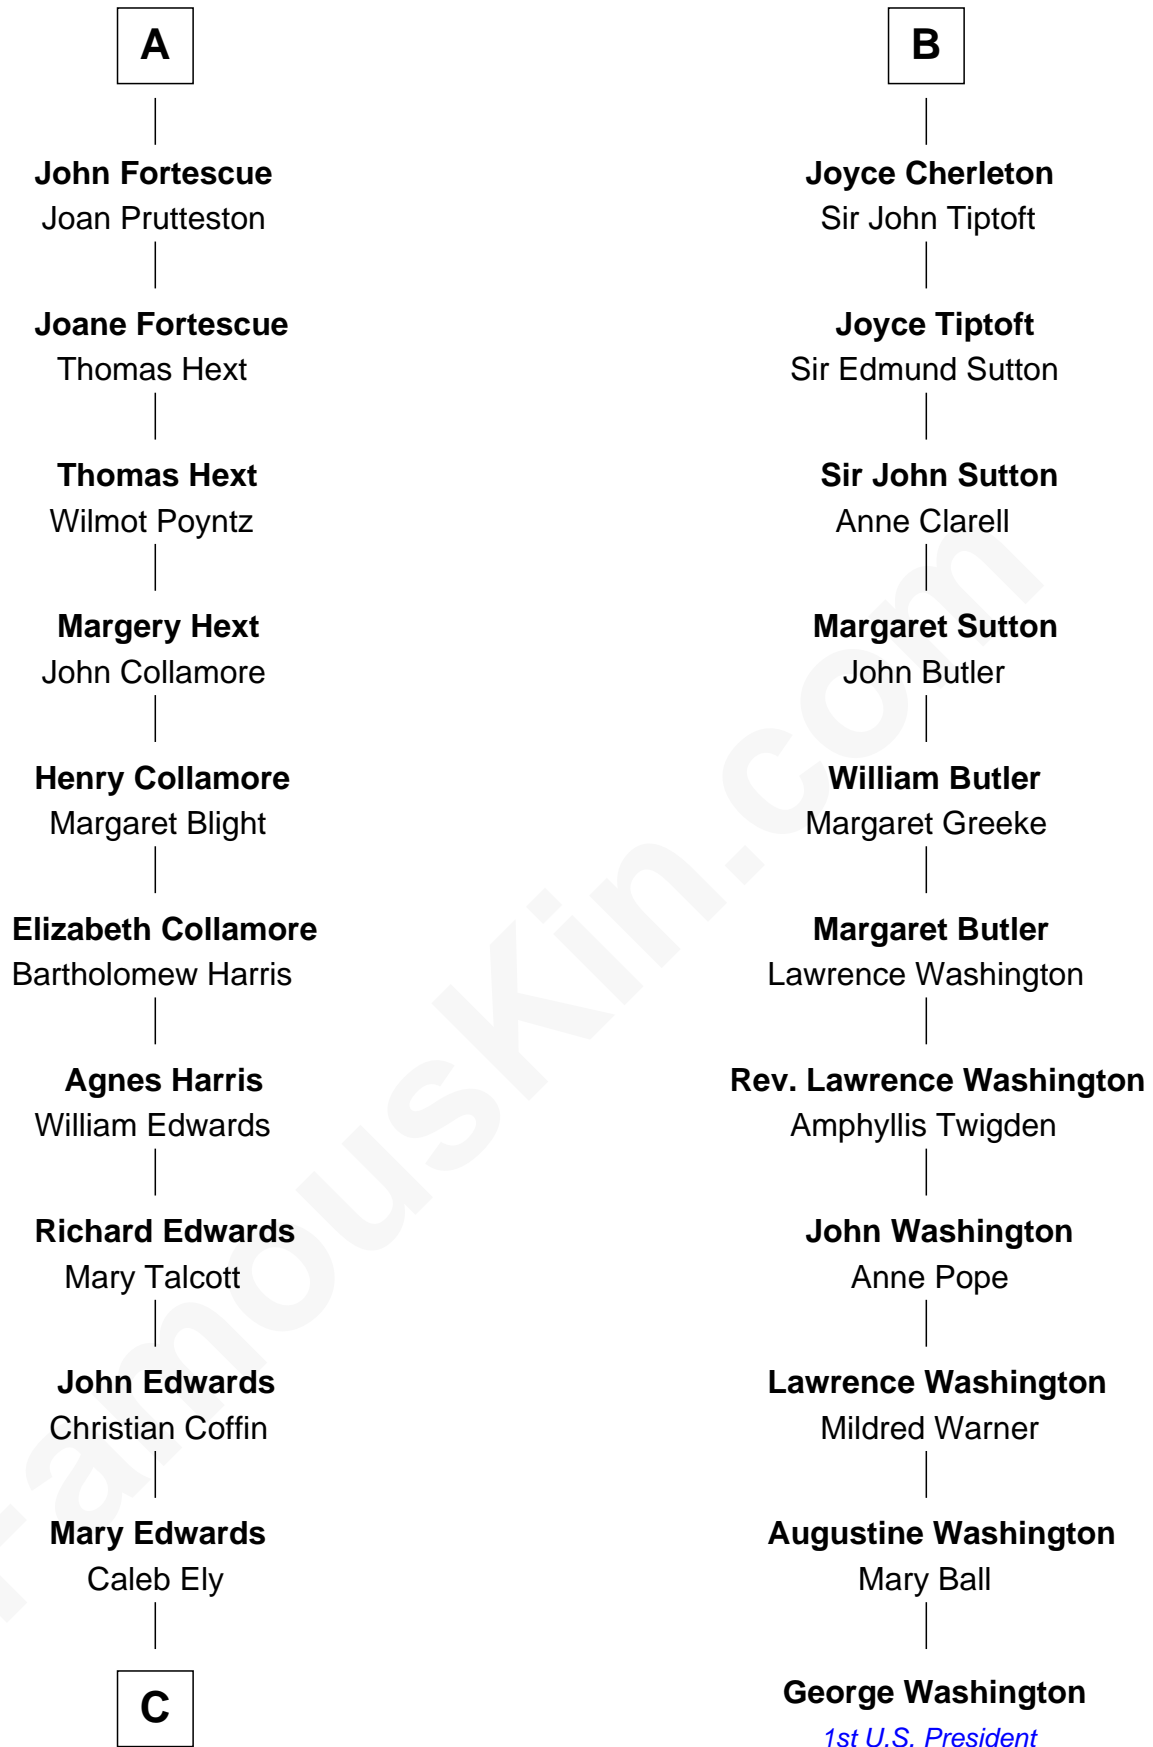 A
John Fortescue
Joan Prutteston
Joane Fortescue
Thomas Hext
Thomas Hext
Wilmot Poyntz
Margery Hext
John Collamore
Henry Collamore
Margaret Blight
Elizabeth Collamore
Bartholomew Harris
Agnes Harris
William Edwards
Richard Edwards
Mary Talcott
John Edwards
Christian Coffin
Mary Edwards
Caleb Ely
C
B
Joyce Cherleton
Sir John Tiptoft
Joyce Tiptoft
Sir Edmund Sutton
Sir John Sutton
Anne Clarell
Margaret Sutton
John Butler
William Butler
Margaret Greeke
Margaret Butler
Lawrence Washington
Rev. Lawrence Washington
Amphyllis Twigden
John Washington
Anne Pope
Lawrence Washington
Mildred Warner
Augustine Washington
Mary Ball
George Washington
1st U.S. President
FamousKin.com